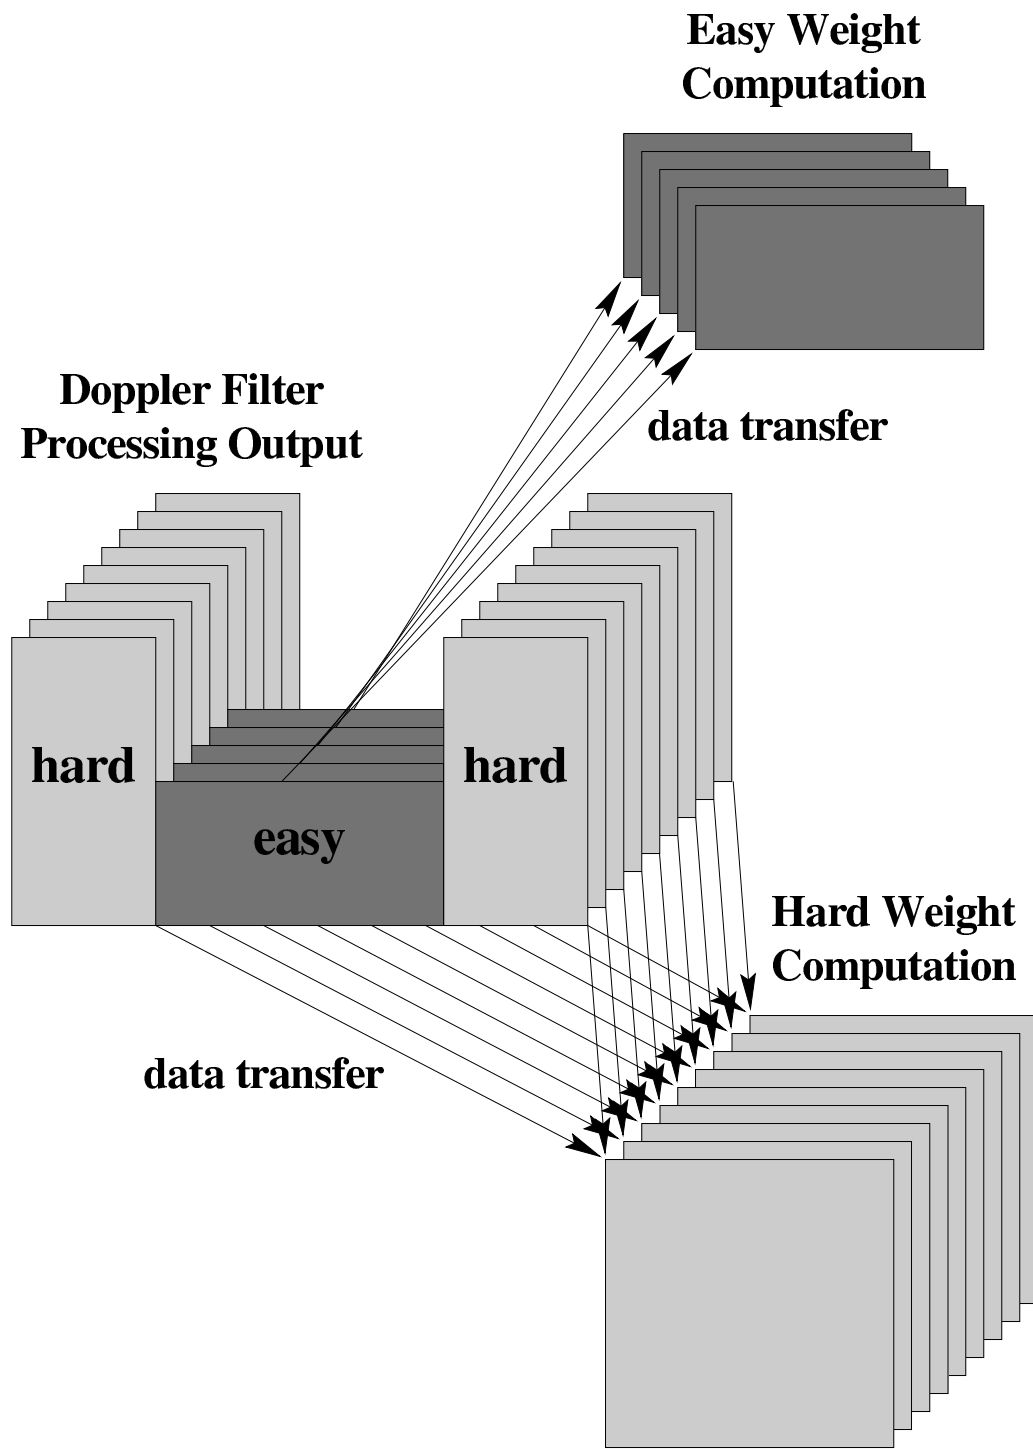 Easy Weight
Computation
Doppler Filter
Processing Output
data transfer
hard
hard
easy
Hard Weight
Computation
data transfer